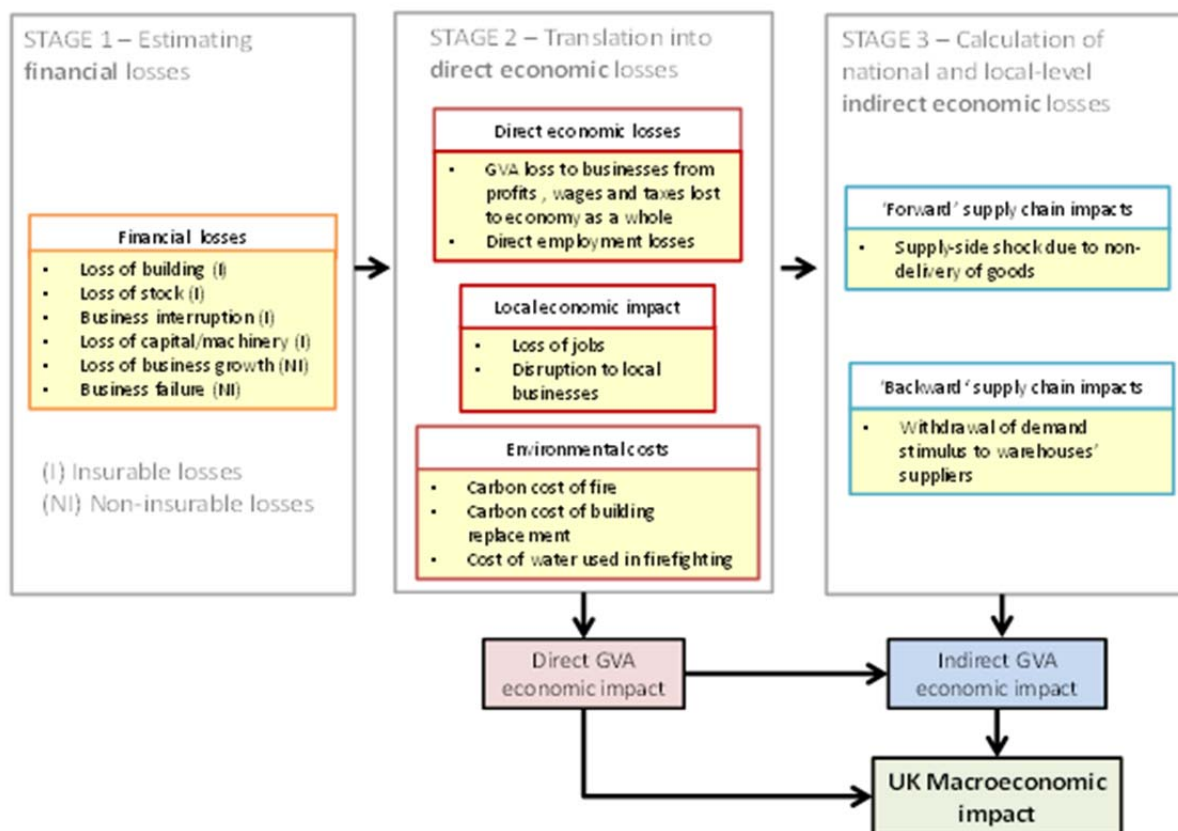 STAGE 1 – Estimating
financial losses
Financial losses
• Loss of building (I)
• Loss of stock (I)
• Business interruption (I)
• Loss of capital/machinery (I)
• Loss of business growth (NI)
• Business failure (NI)
(I) Insurable losses
(NI) Non-insurable losses
STAGE 2 – Translation into
direct economic losses
Direct economic losses
• GVA loss to businesses from
profits , wages and taxes lost
to economy as a whole
• Direct employment losses
Local economic impact
• Loss of jobs
• Disruption to local
businesses
Environmental costs
• Carbon cost of fire
• Carbon cost of building
replacement
• Cost of water used in firefighting
STAGE 3 – Calculation of
national and local-level
indirect economic losses
'Forward' supply chain impacts
• Supply-side shock due to non-
delivery of goods
'Backward' supply chain impacts
• Withdrawal of demand
stimulus to warehouses'
suppliers
Direct GVA
economic impact
Indirect GVA
economic impact
UK Macroeconomic
impact